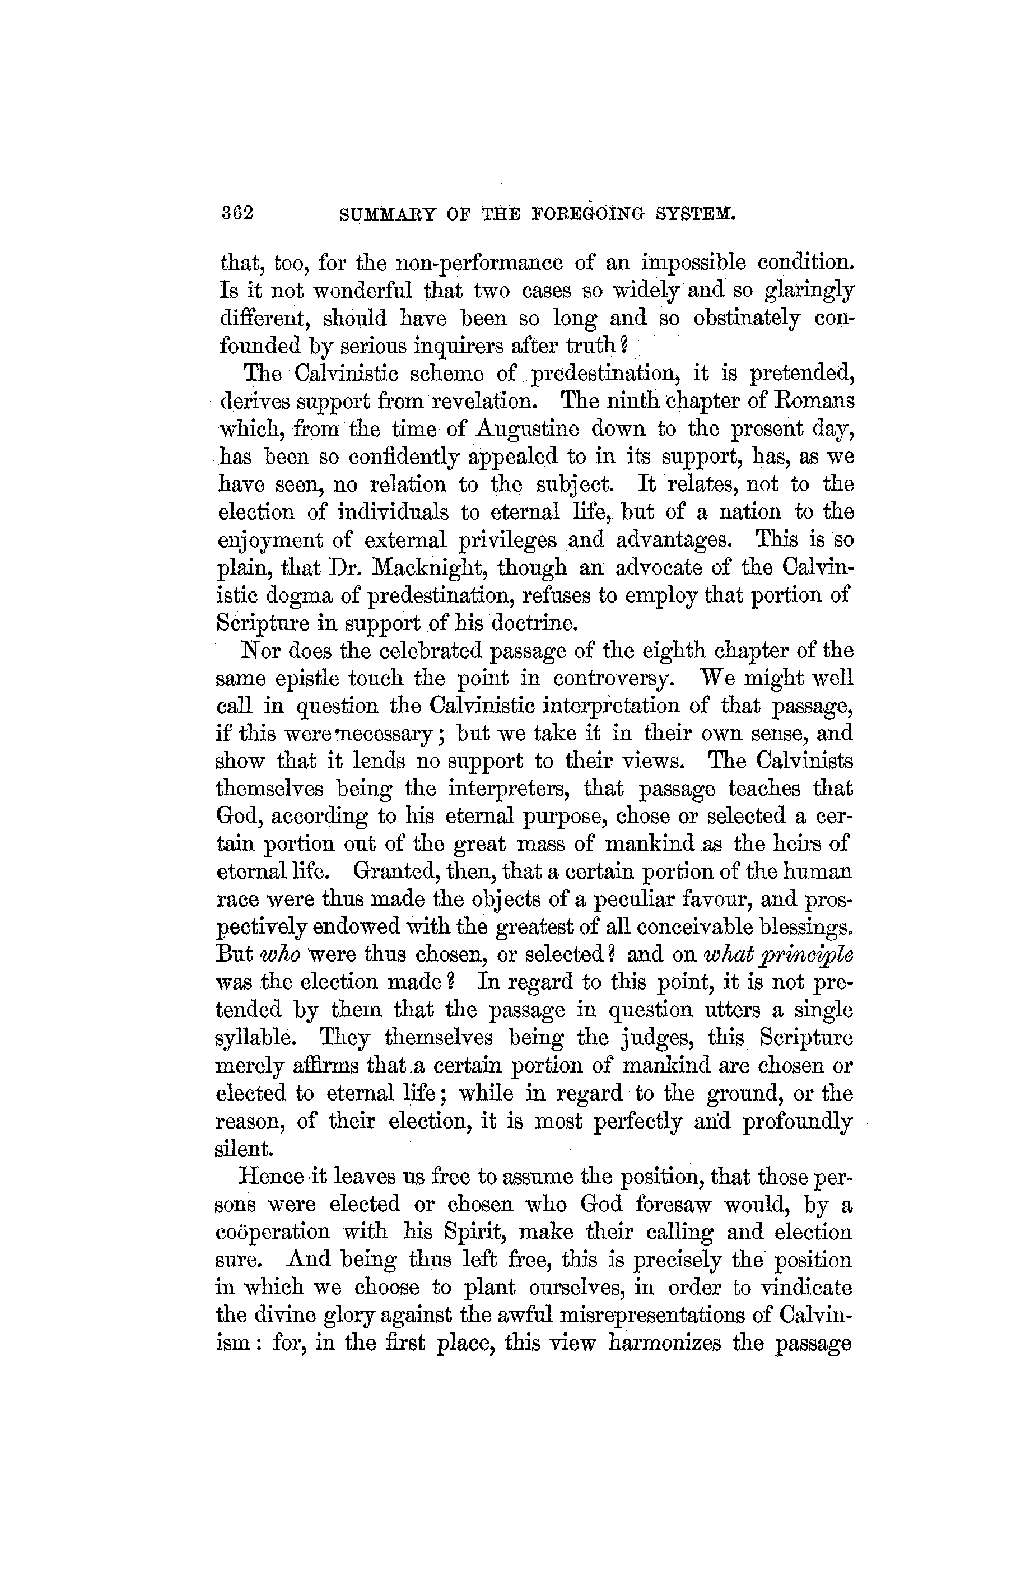 362 SUMMARY OF THE FOREGOING SYSTEM.
that, too, for the non-performance of an impossible condition.
Is it not wonderful that two cases so widely and so glaringly
different, should have been so long and so obstinately con-
founded by serious inquirers after truth?
The Calvinistic scheme of predestination, it is pretended,
derives support from revelation. The ninth chapter of Romans
which, from the time of Augustine down to the present day,
has been so confidently appealed to in its support, has, as we
have seen, no relation to the subject. It relates, not to the
election of individuals to eternal life, but of a nation to the
enjoyment of external privileges and advantages. This is so
plain, that Dr. Macknight, though an advocate of the Calvin-
istic dogma of predestination, refuses to employ that portion of
Scripture in support of his doctrine.
Nor does the celebrated passage of the eighth chapter of the
same epistle touch the point in controversy. We might well
call in question the Calvinistic interpretation of that passage,
if this were necessary; but we take it in their own sense, and
show that it lends no support to their views. The Calvinists
themselves being the interpreters, that passage teaches that
God, according to his eternal purpose, chose or selected a cer-
tain portion out of the great mass of mankind as the heirs of
eternal life. Granted, then, that a certain portion of the human
race were thus made the objects of a peculiar favour, and pros-
pectively endowed with the greatest of all conceivable blessings.
But who were thus chosen, or selected? and on what principle
was the election made? In regard to this point, it is not pre-
tended by them that the passage in question utters a single
syllable. They themselves being the judges, this Scripture
merely affirms that a certain portion of mankind are chosen or
elected to eternal life; while in regard to the ground, or the
reason, of their election, it is most perfectly and profoundly
silent.
Hence it leaves us free to assume the position, that those per-
sons were elected or chosen who God foresaw would, by a
coöperation with his Spirit, make their calling and election
sure. And being thus left free, this is precisely the position
in which we choose to plant ourselves, in order to vindicate
the divine glory against the awful misrepresentations of Calvin-
ism: for, in the first place, this view harmonizes the passage